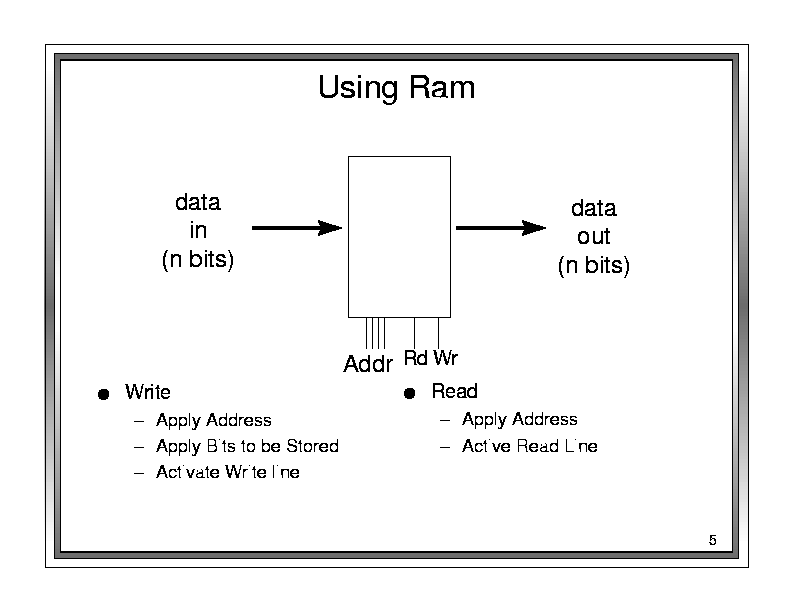 Using Ram
data
in
(n bits)
data
out
(n bits)
Addr Rd Wr
● Write
– Apply Address
– Apply Bits to be Stored
– Activate Write line
● Read
– Apply Address
– Active Read Line
5